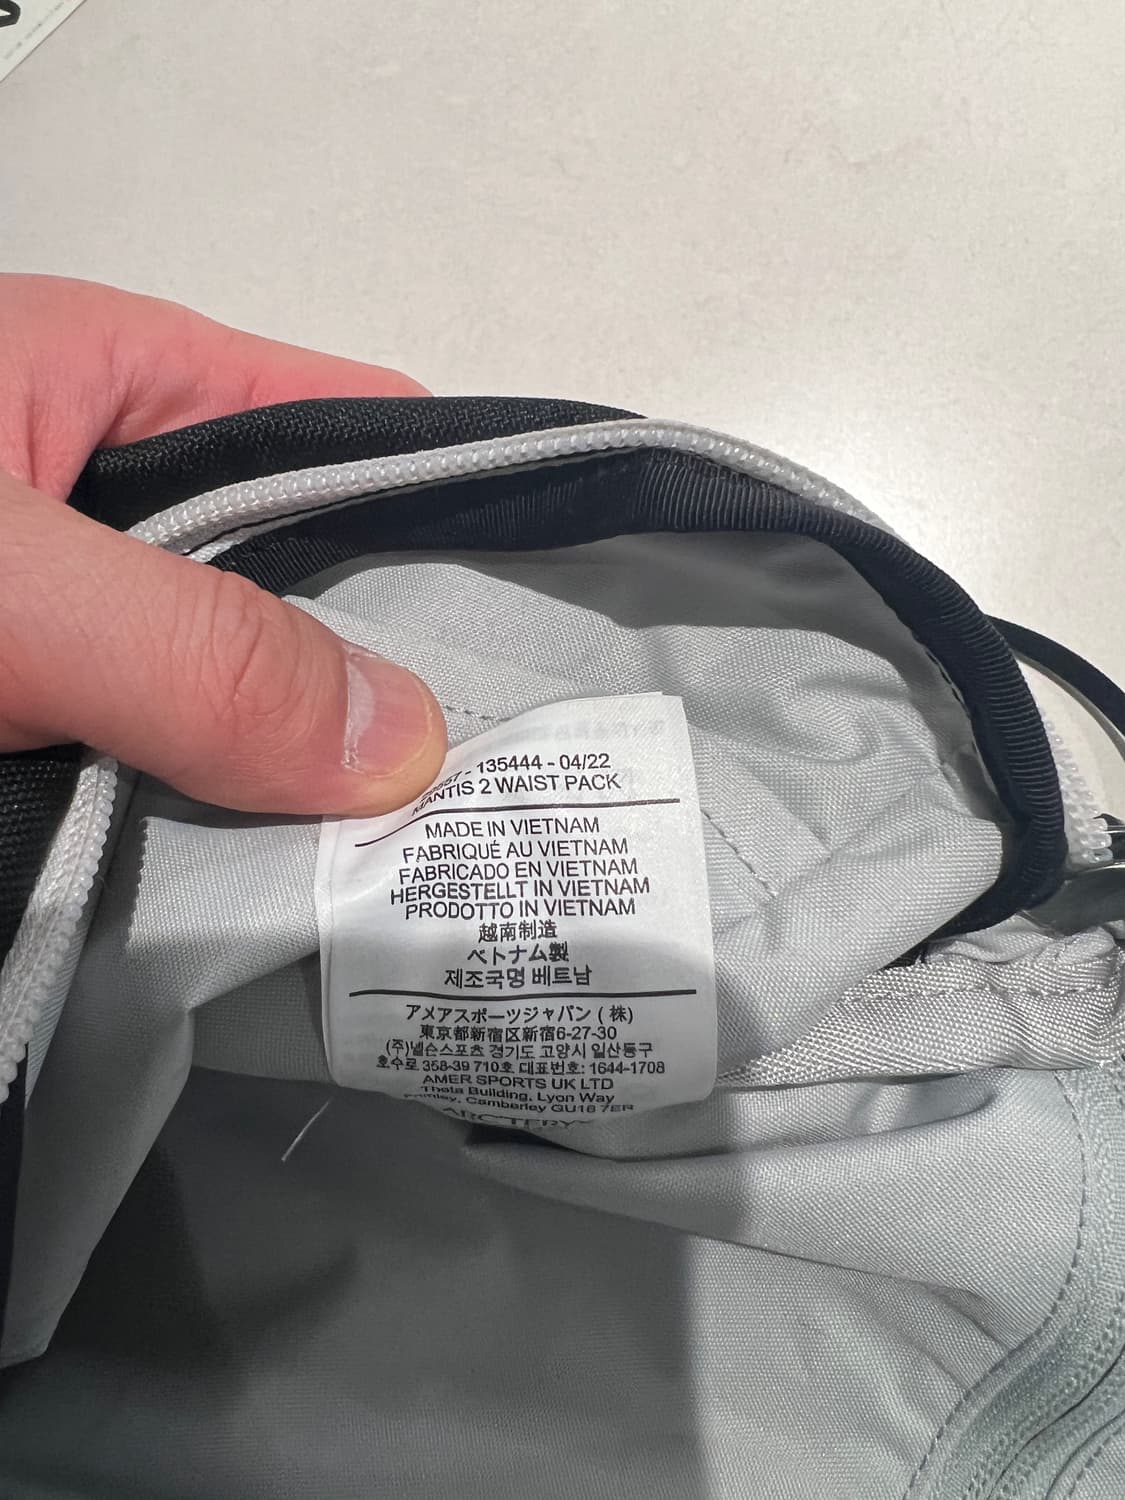 - 135444 - 04/22
MANTIS 2 WAIST PACK
MADE IN VIETNAM
FABRIQUÉ AU VIETNAM
FABRICADO EN VIETNAM
HERGESTELLT IN VIETNAM
PRODOTTO IN VIETNAM
越南制造
ベトナム製
제조국명 베트남
アメアスポーツジャパン ( 株)
東京都新宿区新宿6-27-30
(주)넬슨스포츠 경기도 고양시 일산동구
호수로 358-39 710호 대표번호: 1644-1708
AMER SPORTS UK LTD
Theta Building, Lyon Way
Frimley, Camberley GU16 7ER
ARC'TERYX